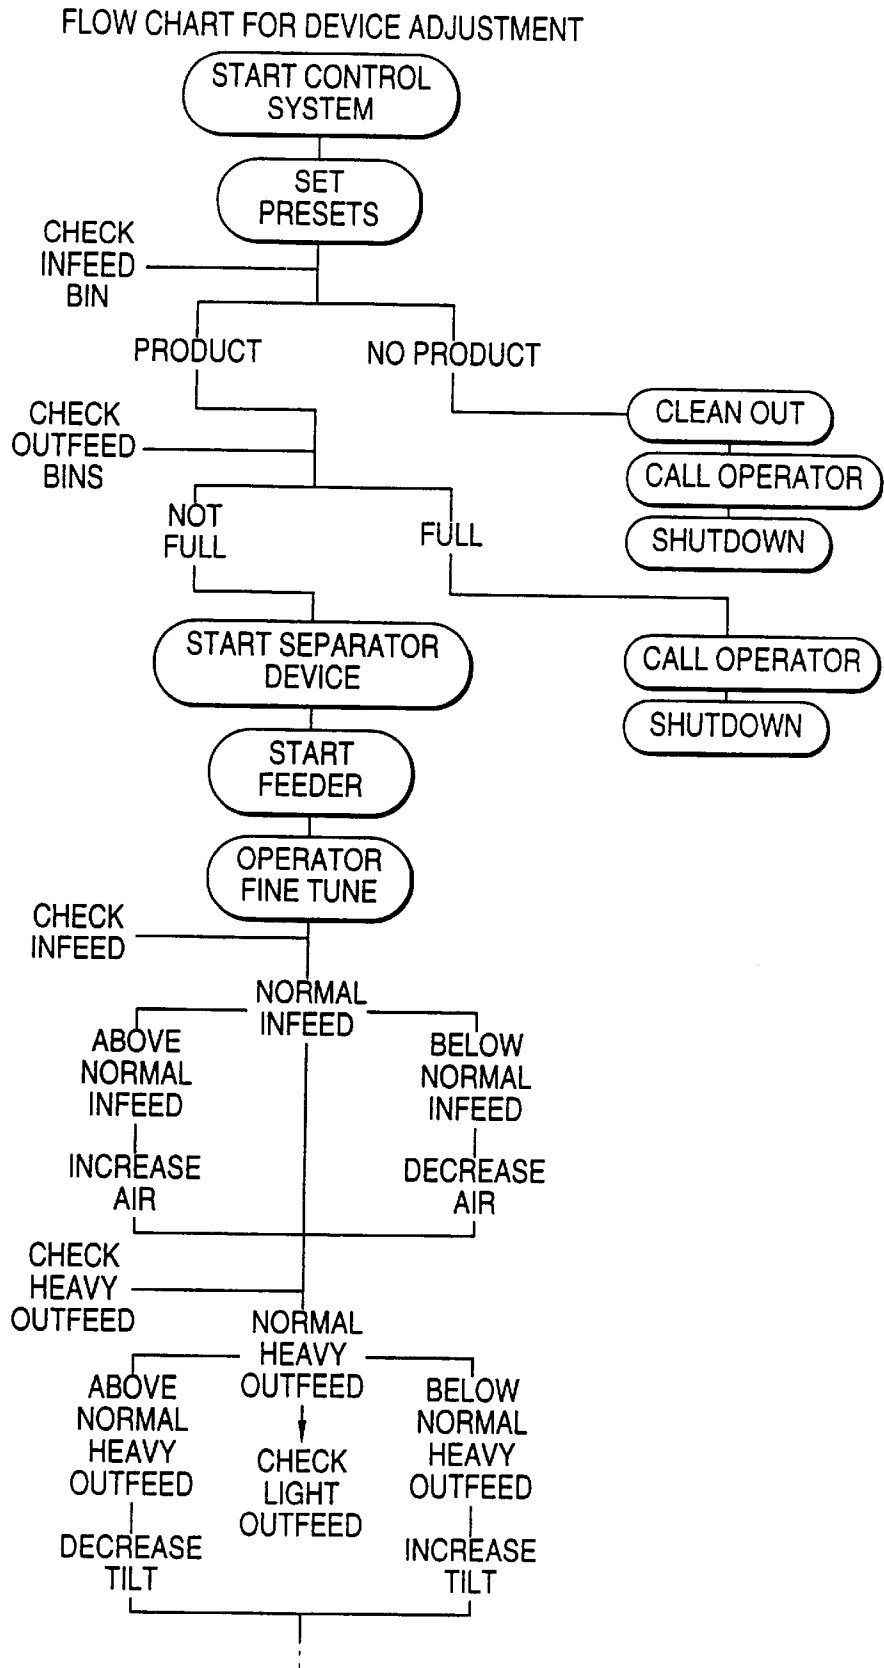 FLOW CHART FOR DEVICE ADJUSTMENT
START CONTROL
SYSTEM
SET
PRESETS
CHECK
INFEED
BIN
PRODUCT
NO PRODUCT
CLEAN OUT
CALL OPERATOR
SHUTDOWN
CHECK
OUTFEED
BINS
NOT
FULL
FULL
CALL OPERATOR
SHUTDOWN
START SEPARATOR
DEVICE
START
FEEDER
OPERATOR
FINE TUNE
CHECK
INFEED
NORMAL
INFEED
ABOVE
NORMAL
INFEED
INCREASE
AIR
BELOW
NORMAL
INFEED
DECREASE
AIR
CHECK
HEAVY
OUTFEED
NORMAL
HEAVY
OUTFEED
ABOVE
NORMAL
HEAVY
OUTFEED
DECREASE
TILT
CHECK
LIGHT
OUTFEED
BELOW
NORMAL
HEAVY
OUTFEED
INCREASE
TILT